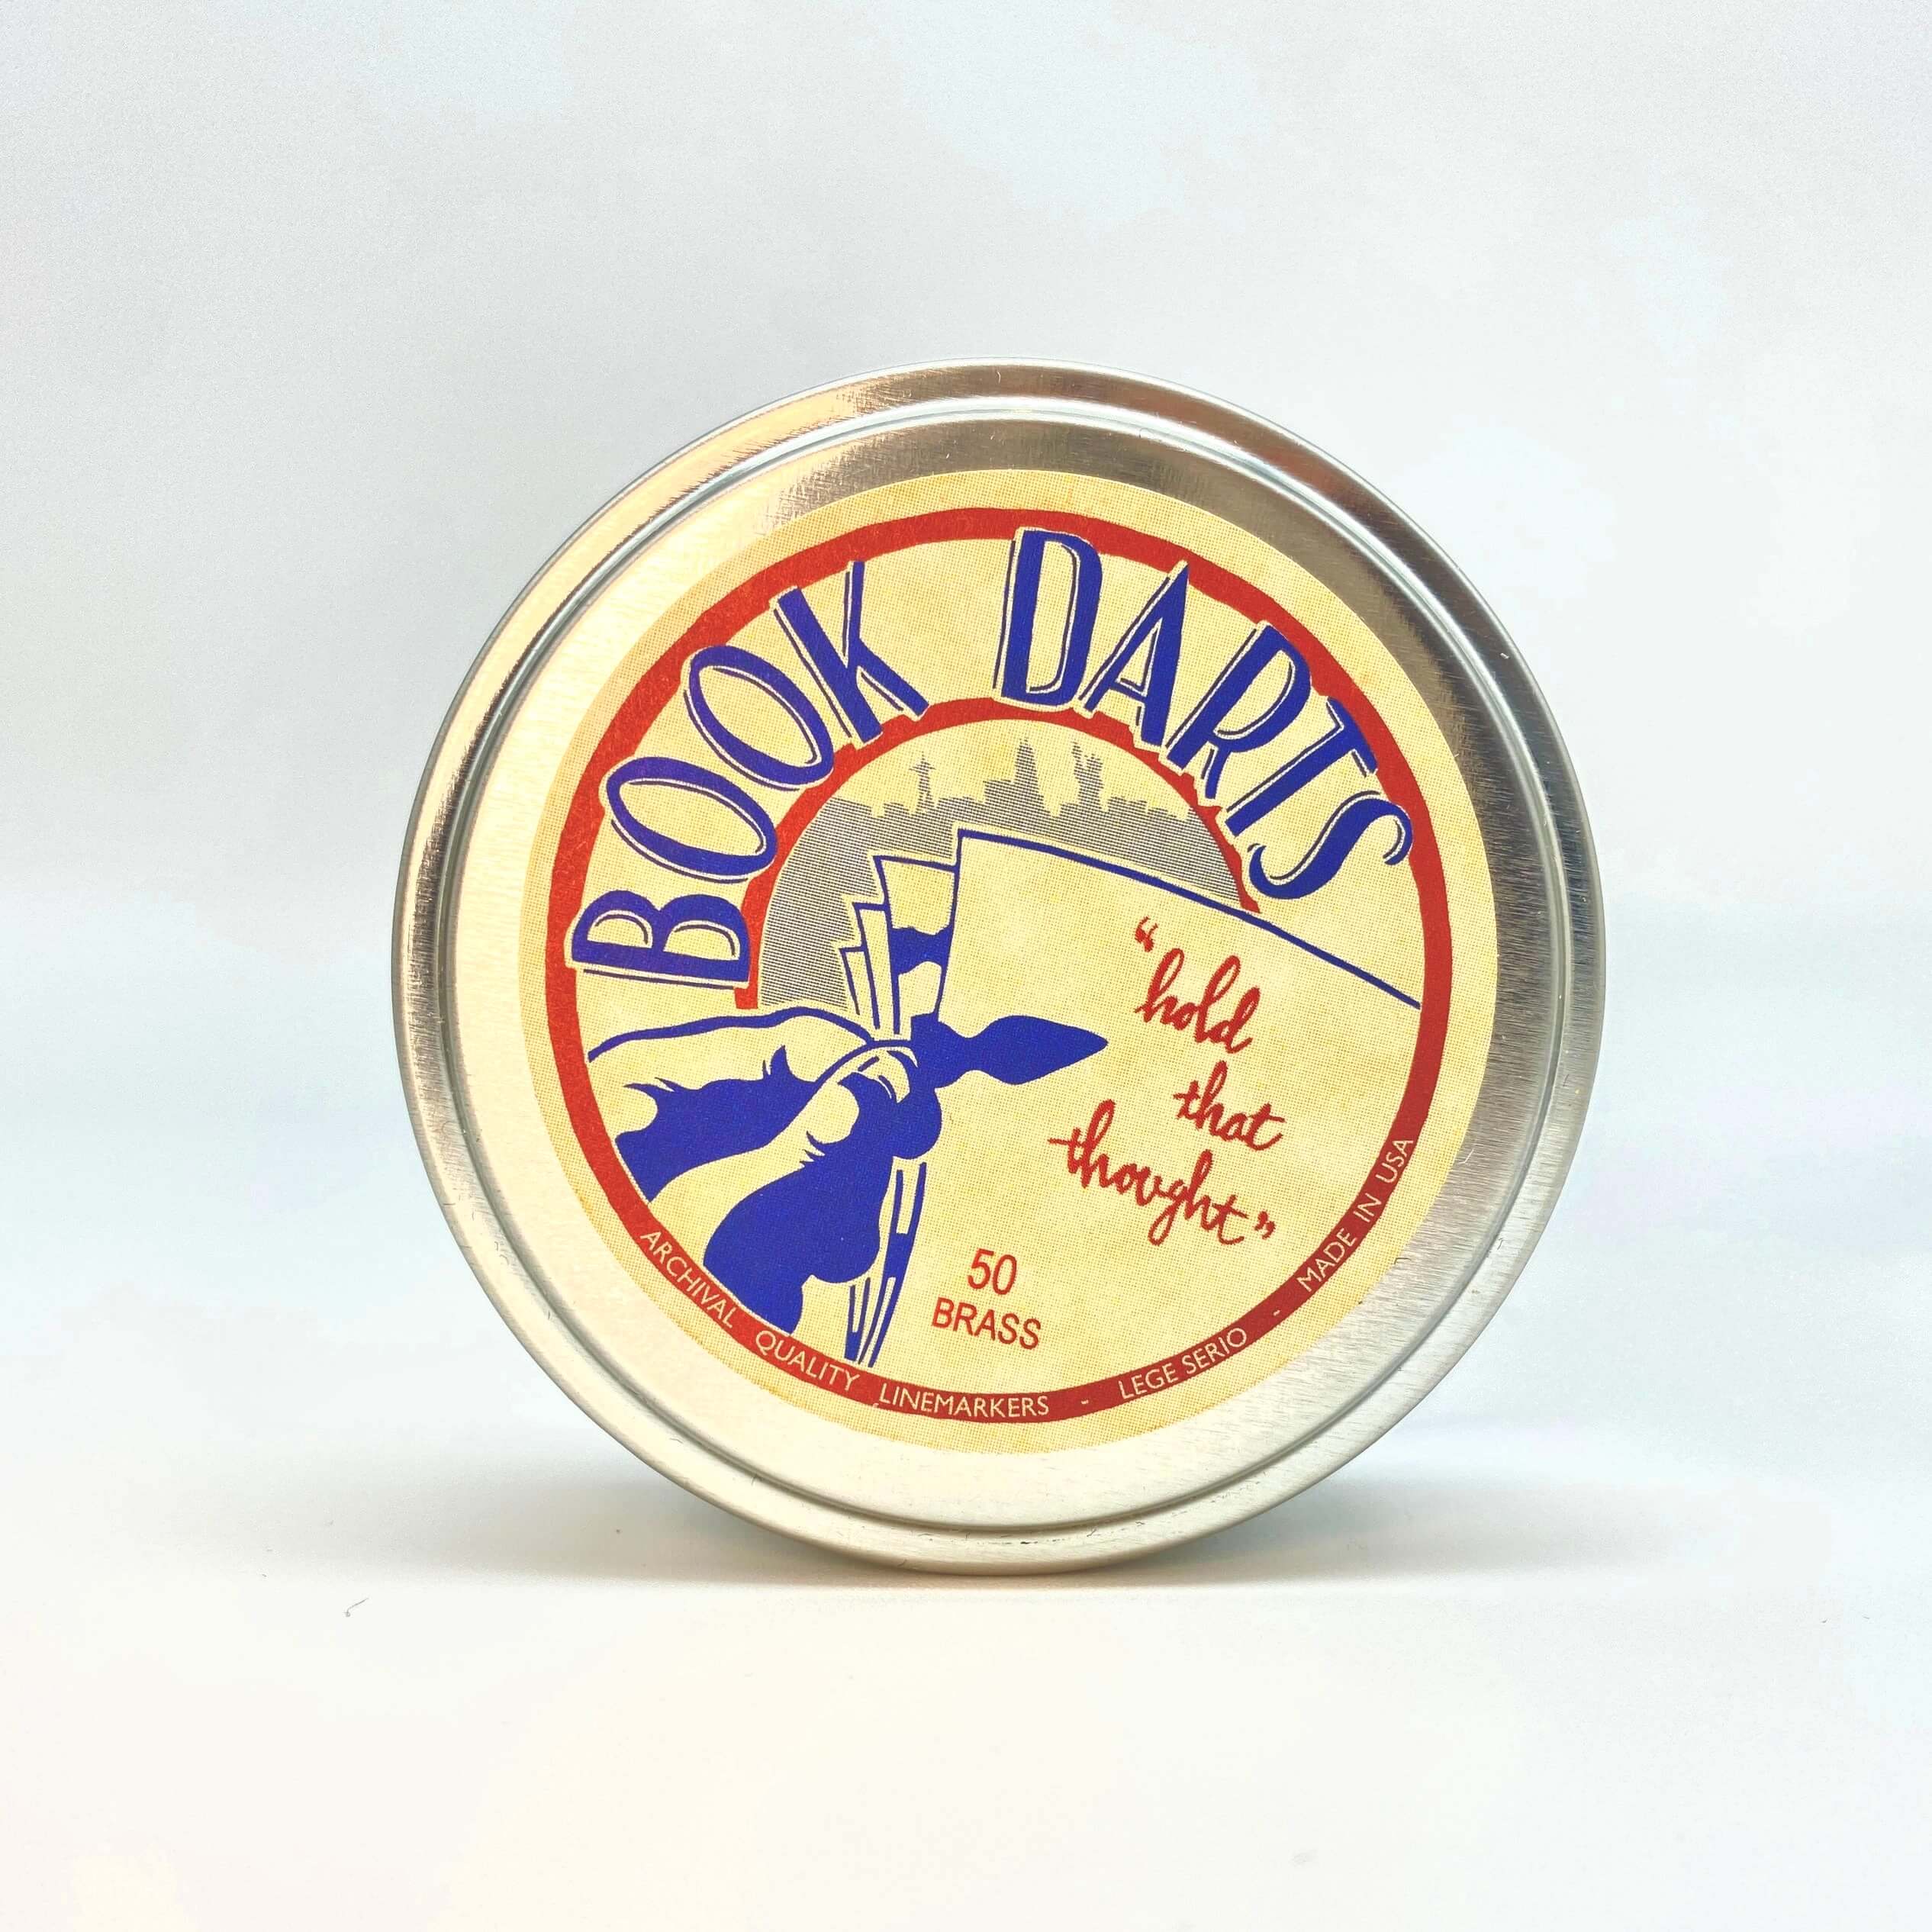 BOOK DARTS
“hold
that
thought”
50
BRASS
ARCHIVAL QUALITY LINEMARKERS - LEGE SERIO - MADE IN USA